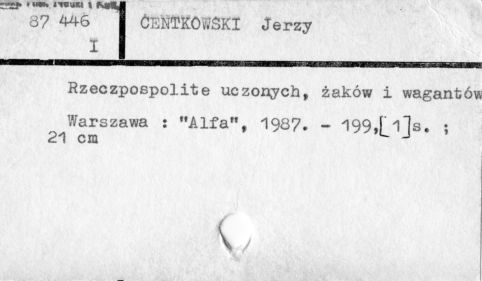 87 446
I
CENTKOWSKI Jerzy
Rzeczpospolite uczonych, żaków i wagantów
Warszawa : "Alfa", 1987. - 199,[1]s. ;
21 cm